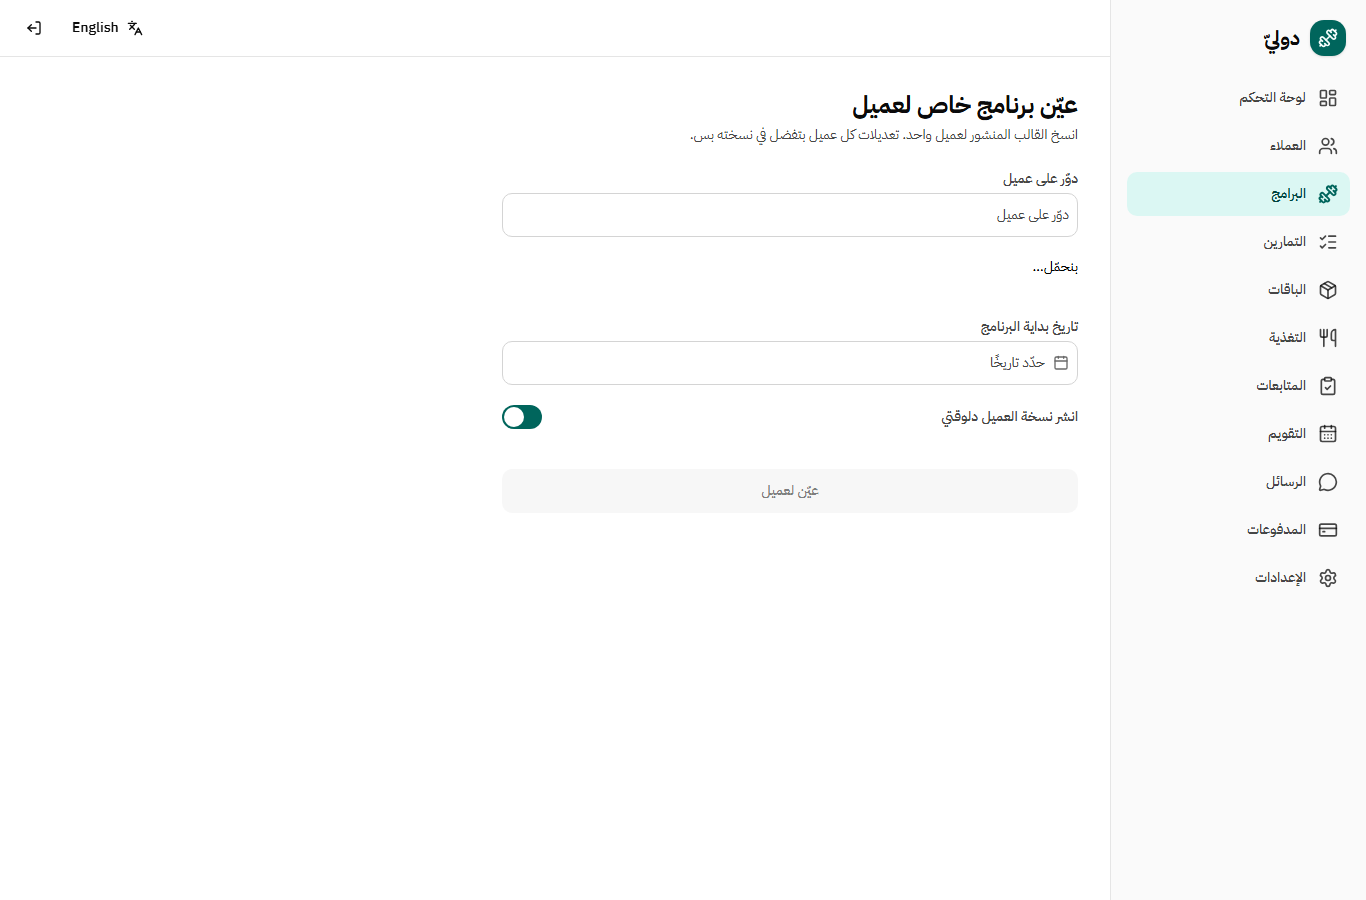 دوليّ
لوحة التحكم
العملاء
البرامج
التمارين
الباقات
التغذية
المتابعات
التقويم
الرسائل
المدفوعات
الإعدادات
English
عيّن برنامج خاص لعميل
انسخ القالب المنشور لعميل واحد. تعديلات كل عميل بتفضل في نسخته بس.
دوّر على عميل
دوّر على عميل
بنحمّل...
تاريخ بداية البرنامج
حدّد تاريخًا
انشر نسخة العميل دلوقتي
عيّن لعميل